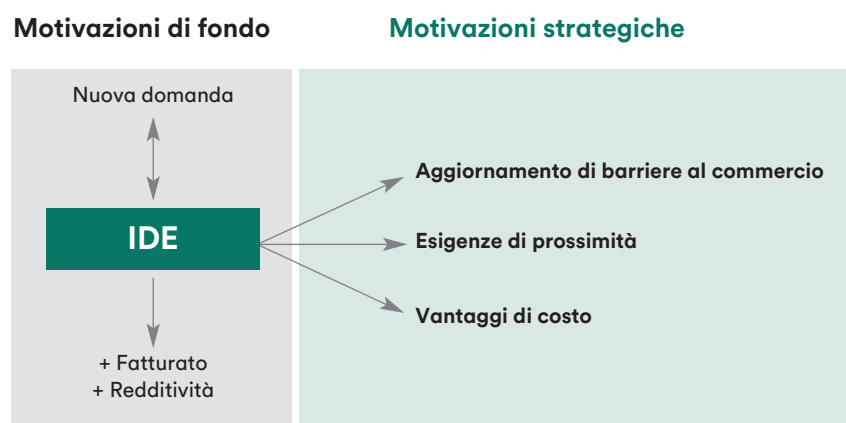 Motivazioni di fondo
Motivazioni strategiche
Nuova domanda
IDE
+ Fatturato
+ Redditività
Aggiornamento di barriere al commercio
Esigenze di prossimità
Vantaggi di costo